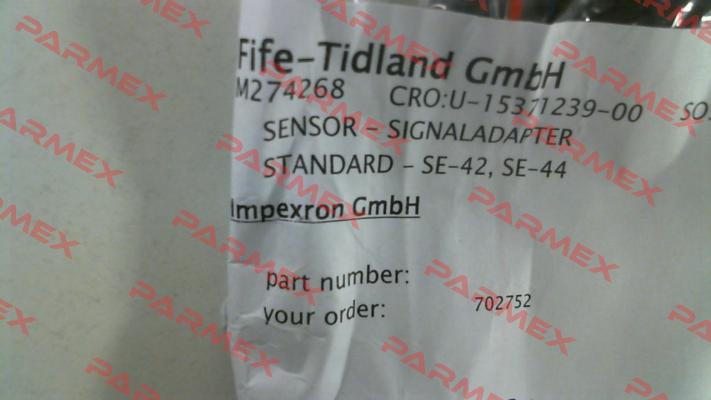 Fife-Tidland GmbH
M274268 CRO:U-15371239-00 SO
SENSOR - SIGNALADAPTER
STANDARD - SE-42, SE-44
Impexron GmbH
part number:
your order: 702752
PARMEX